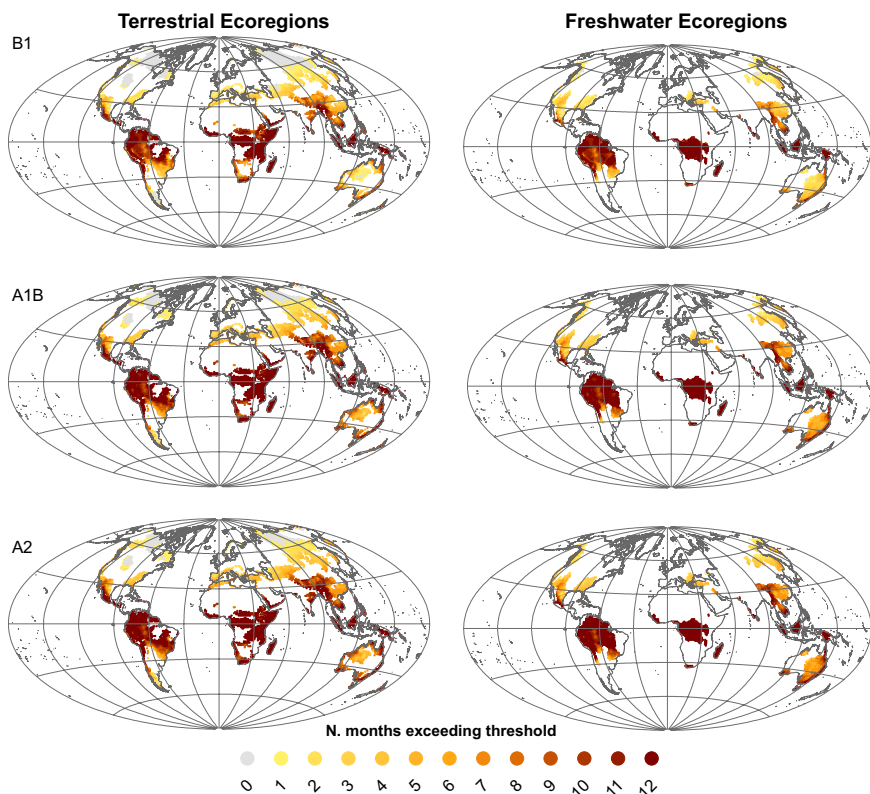 Terrestrial Ecoregions
Freshwater Ecoregions
B1
A1B
A2
N. months exceeding threshold
0 1 2 3 4 5 6 7 8 9 10 11 12